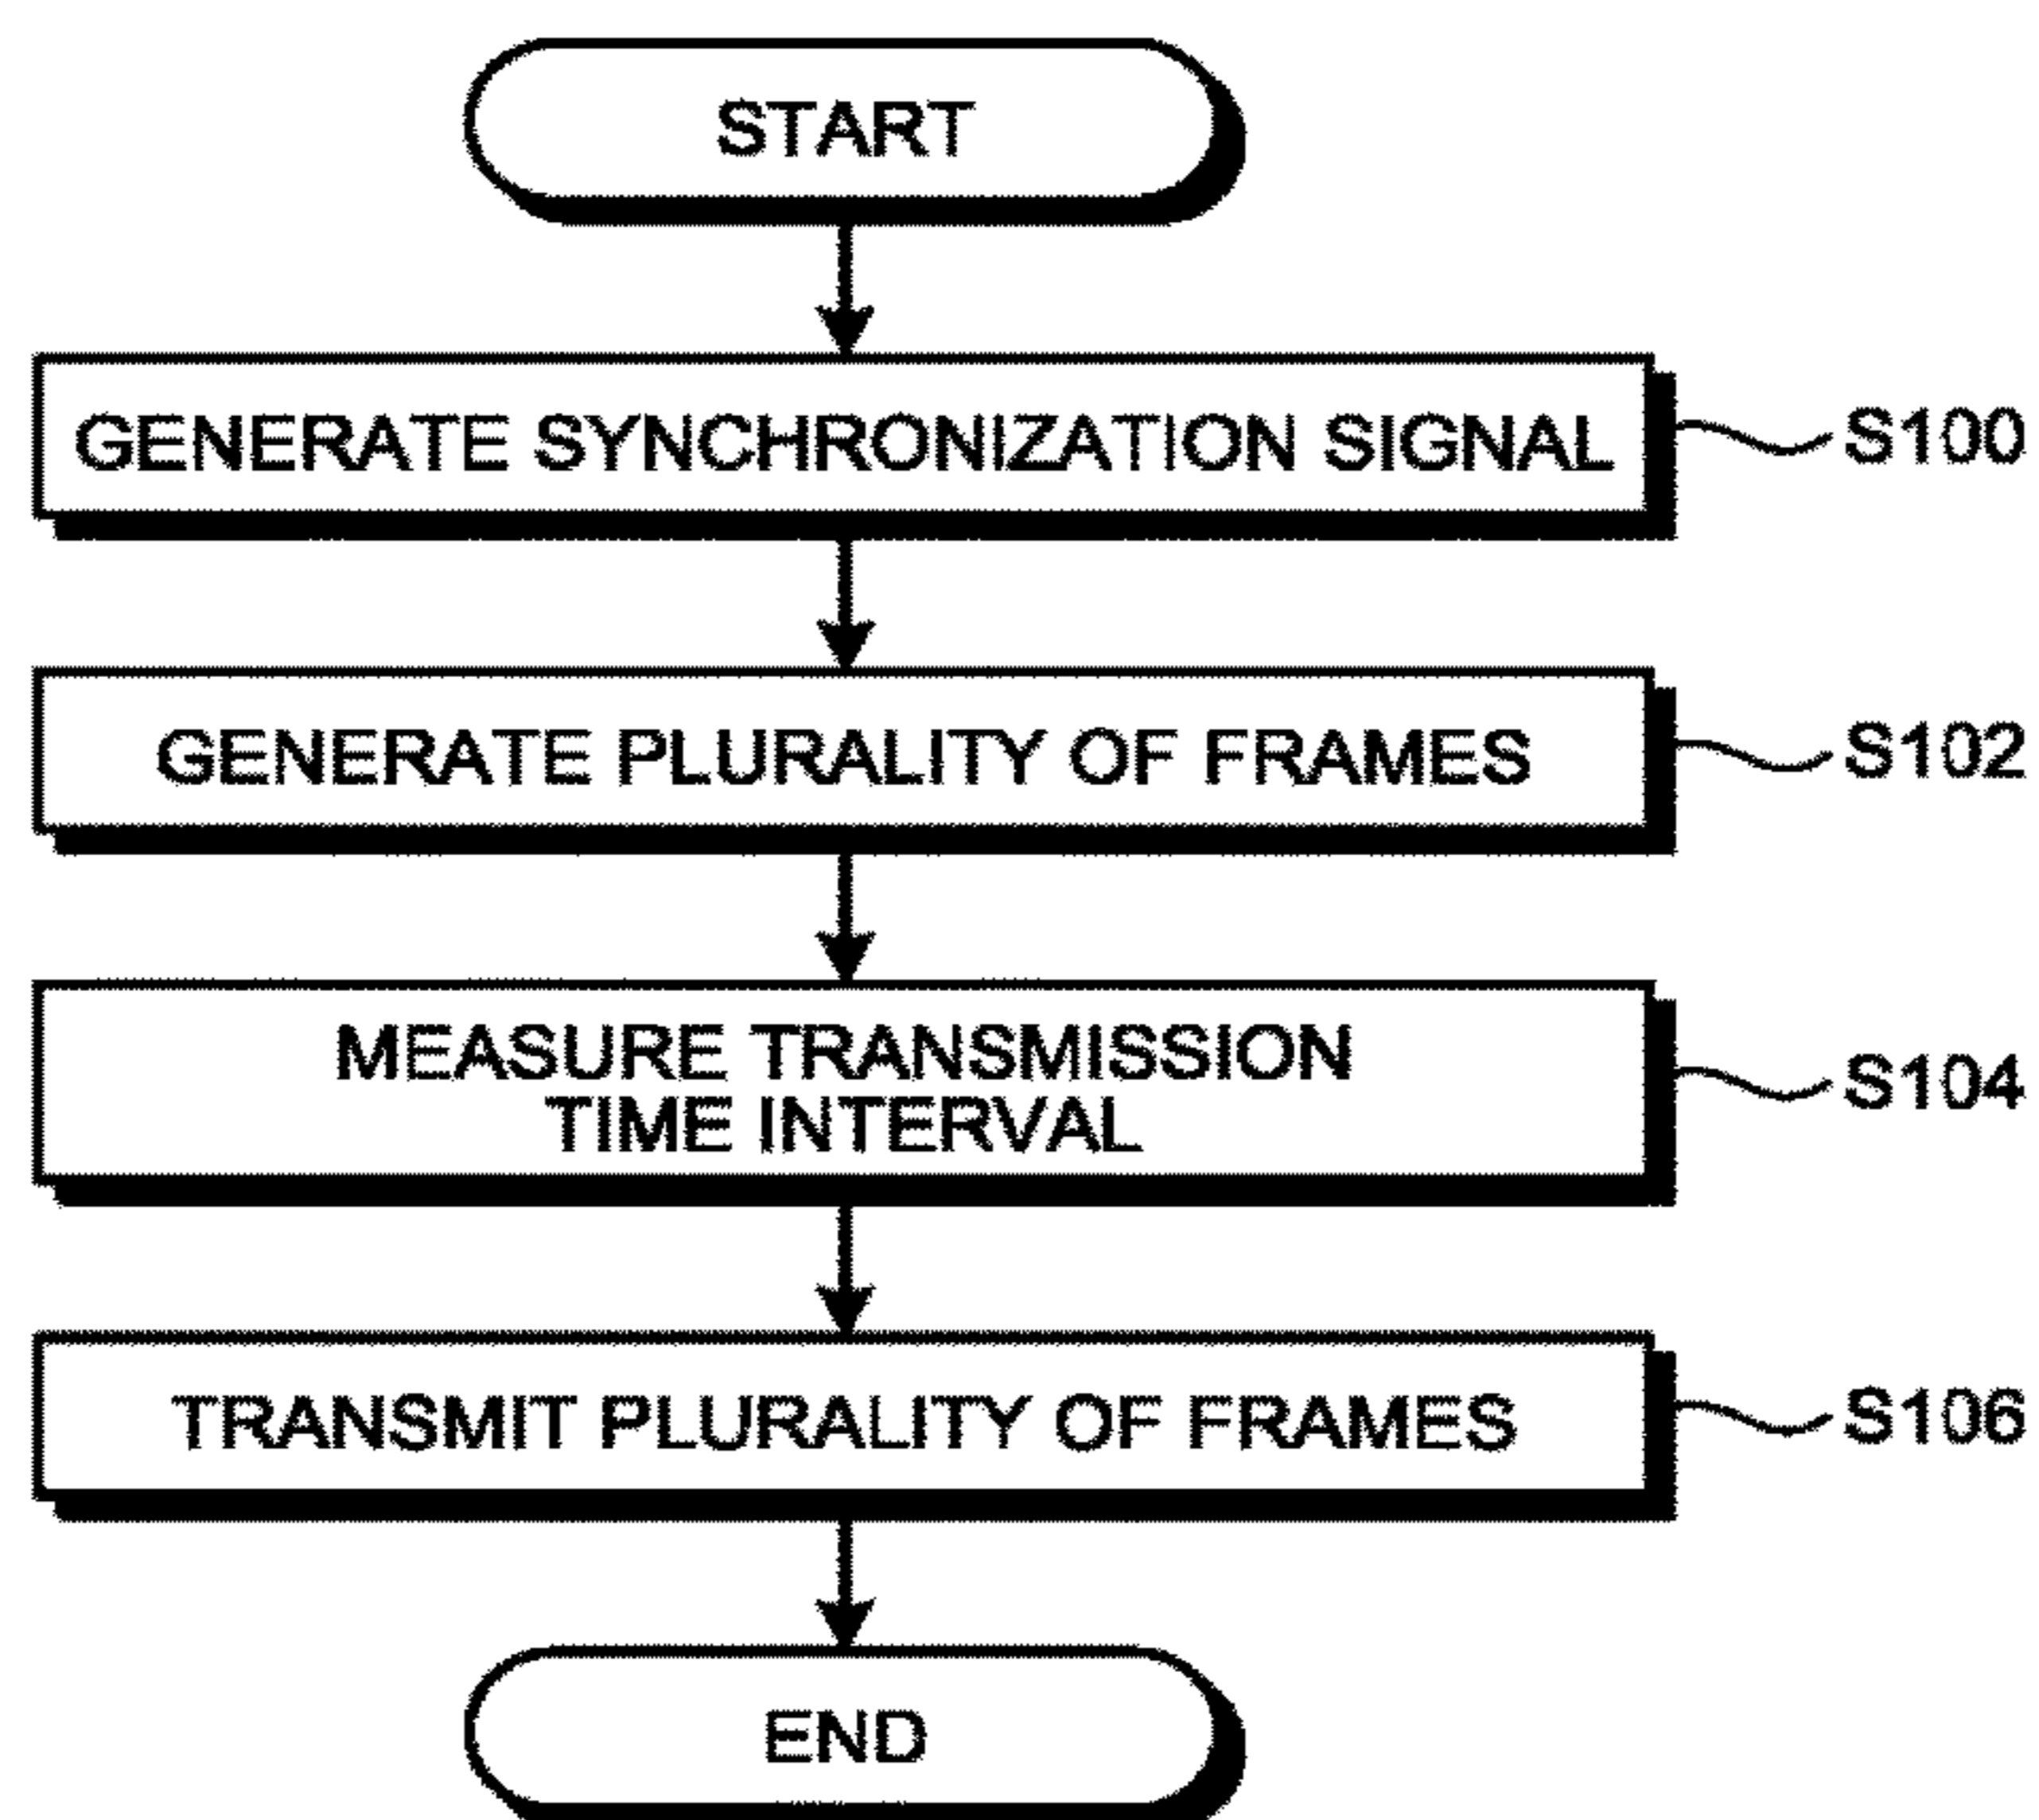 START
GENERATE SYNCHRONIZATION SIGNAL
S100
GENERATE PLURALITY OF FRAMES
S102
MEASURE TRANSMISSION
TIME INTERVAL
S104
TRANSMIT PLURALITY OF FRAMES
S106
END